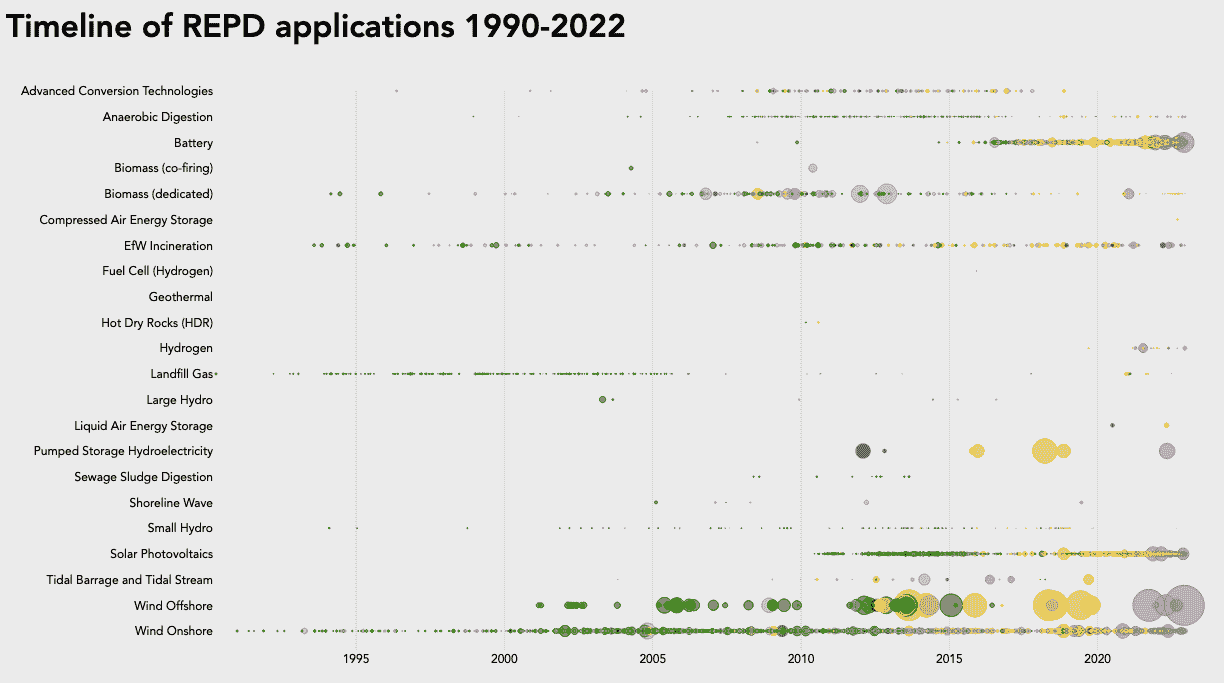 Timeline of REPD applications 1990-2022
Advanced Conversion Technologies
Anaerobic Digestion
Battery
Biomass (co-firing)
Biomass (dedicated)
Compressed Air Energy Storage
EfW Incineration
Fuel Cell (Hydrogen)
Geothermal
Hot Dry Rocks (HDR)
Hydrogen
Landfill Gas
Large Hydro
Liquid Air Energy Storage
Pumped Storage Hydroelectricity
Sewage Sludge Digestion
Shoreline Wave
Small Hydro
Solar Photovoltaics
Tidal Barrage and Tidal Stream
Wind Offshore
Wind Onshore
1995 2000 2005 2010 2015 2020